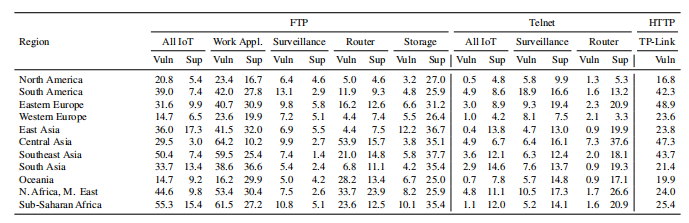 FTP Telnet HTTP
Region All IoT Work Appl. Surveillance Router Storage All IoT Surveillance Router TP-Link
Vuln Sup Vuln Sup Vuln Sup Vuln Sup Vuln Sup Vuln Sup Vuln Sup Vuln Sup Vuln
North America 20.8 5.4 23.4 16.7 6.4 4.6 5.0 4.6 3.2 27.0 0.5 4.8 5.8 9.9 1.3 5.3 16.8
South America 39.0 7.4 42.0 27.8 13.1 2.9 11.9 9.3 4.8 25.9 4.9 8.6 18.9 16.6 1.6 13.2 42.3
Eastern Europe 31.6 9.9 40.7 30.9 9.8 5.8 16.2 12.6 6.6 31.2 3.0 8.9 9.3 19.4 2.3 20.9 48.9
Western Europe 14.7 6.5 23.6 19.9 7.2 5.1 4.4 7.4 5.5 26.4 1.0 4.2 8.1 7.5 2.1 3.3 23.6
East Asia 36.0 17.3 41.5 32.0 6.9 5.5 4.4 7.5 12.2 36.7 0.4 13.8 4.7 13.0 0.9 19.9 23.8
Central Asia 29.5 3.0 64.2 10.2 9.9 2.7 53.9 15.7 3.8 35.1 4.9 6.7 6.4 16.1 7.3 37.6 47.3
Southeast Asia 50.4 7.4 59.5 25.4 7.4 1.4 21.0 14.8 5.8 37.7 3.6 12.1 6.3 12.4 2.0 18.1 43.7
South Asia 33.7 13.4 38.6 36.6 5.4 2.4 6.8 11.1 4.2 35.4 2.9 14.6 7.6 13.7 0.9 19.3 21.4
Oceania 14.7 9.2 16.2 29.9 5.0 4.2 28.2 13.4 6.7 25.0 0.7 7.8 5.7 14.8 0.9 17.1 19.9
N. Africa, M. East 44.6 9.8 53.4 30.4 7.5 2.6 33.7 23.9 8.2 25.9 4.8 11.1 10.5 17.3 1.7 26.6 24.0
Sub-Saharan Africa 55.3 15.4 61.5 27.2 10.8 5.1 23.6 12.5 10.1 35.4 1.1 12.0 5.2 14.1 1.6 20.9 25.4